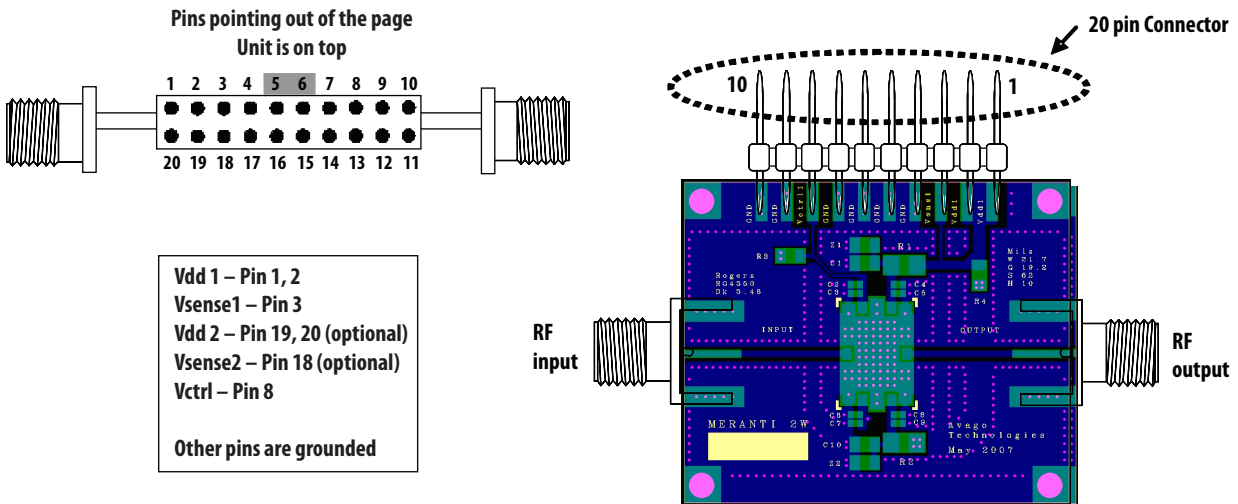 Pins pointing out of the page
Unit is on top
1 2 3 4 5 6 7 8 9 10
20 19 18 17 16 15 14 13 12 11
Vdd 1 – Pin 1, 2
Vsense1 – Pin 3
Vdd 2 – Pin 19, 20 (optional)
Vsense2 – Pin 18 (optional)
Vctrl – Pin 8
Other pins are grounded
20 pin Connector
10
1
GND
GND
Vctrl1
GND
GND
GND
GND
Vsns1
Vdd1
Vdd1
Z1
C1
R1
R3
C2
C3
C4
C5
R4
Rogers
RO4350
Dk 3.48
Mils
W 21.7
G 19.2
S 62
H 10
RF
input
INPUT
OUTPUT
RF
output
C6
C7
C8
C9
C10
Z2
R2
MERANTI 2W
Avago
Technologies
May 2007